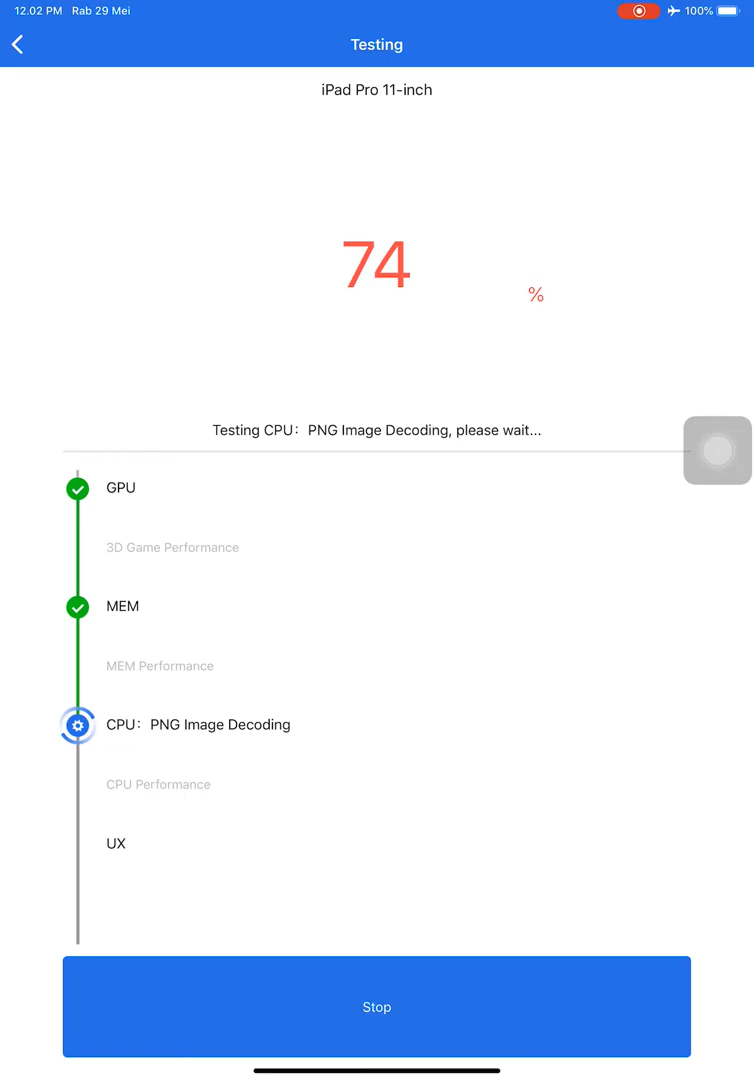 12.02 PM Rab 29 Mei 100%
Testing
iPad Pro 11-inch
74 %
Testing CPU：PNG Image Decoding, please wait...
GPU
3D Game Performance
MEM
MEM Performance
CPU：PNG Image Decoding
CPU Performance
UX
Stop